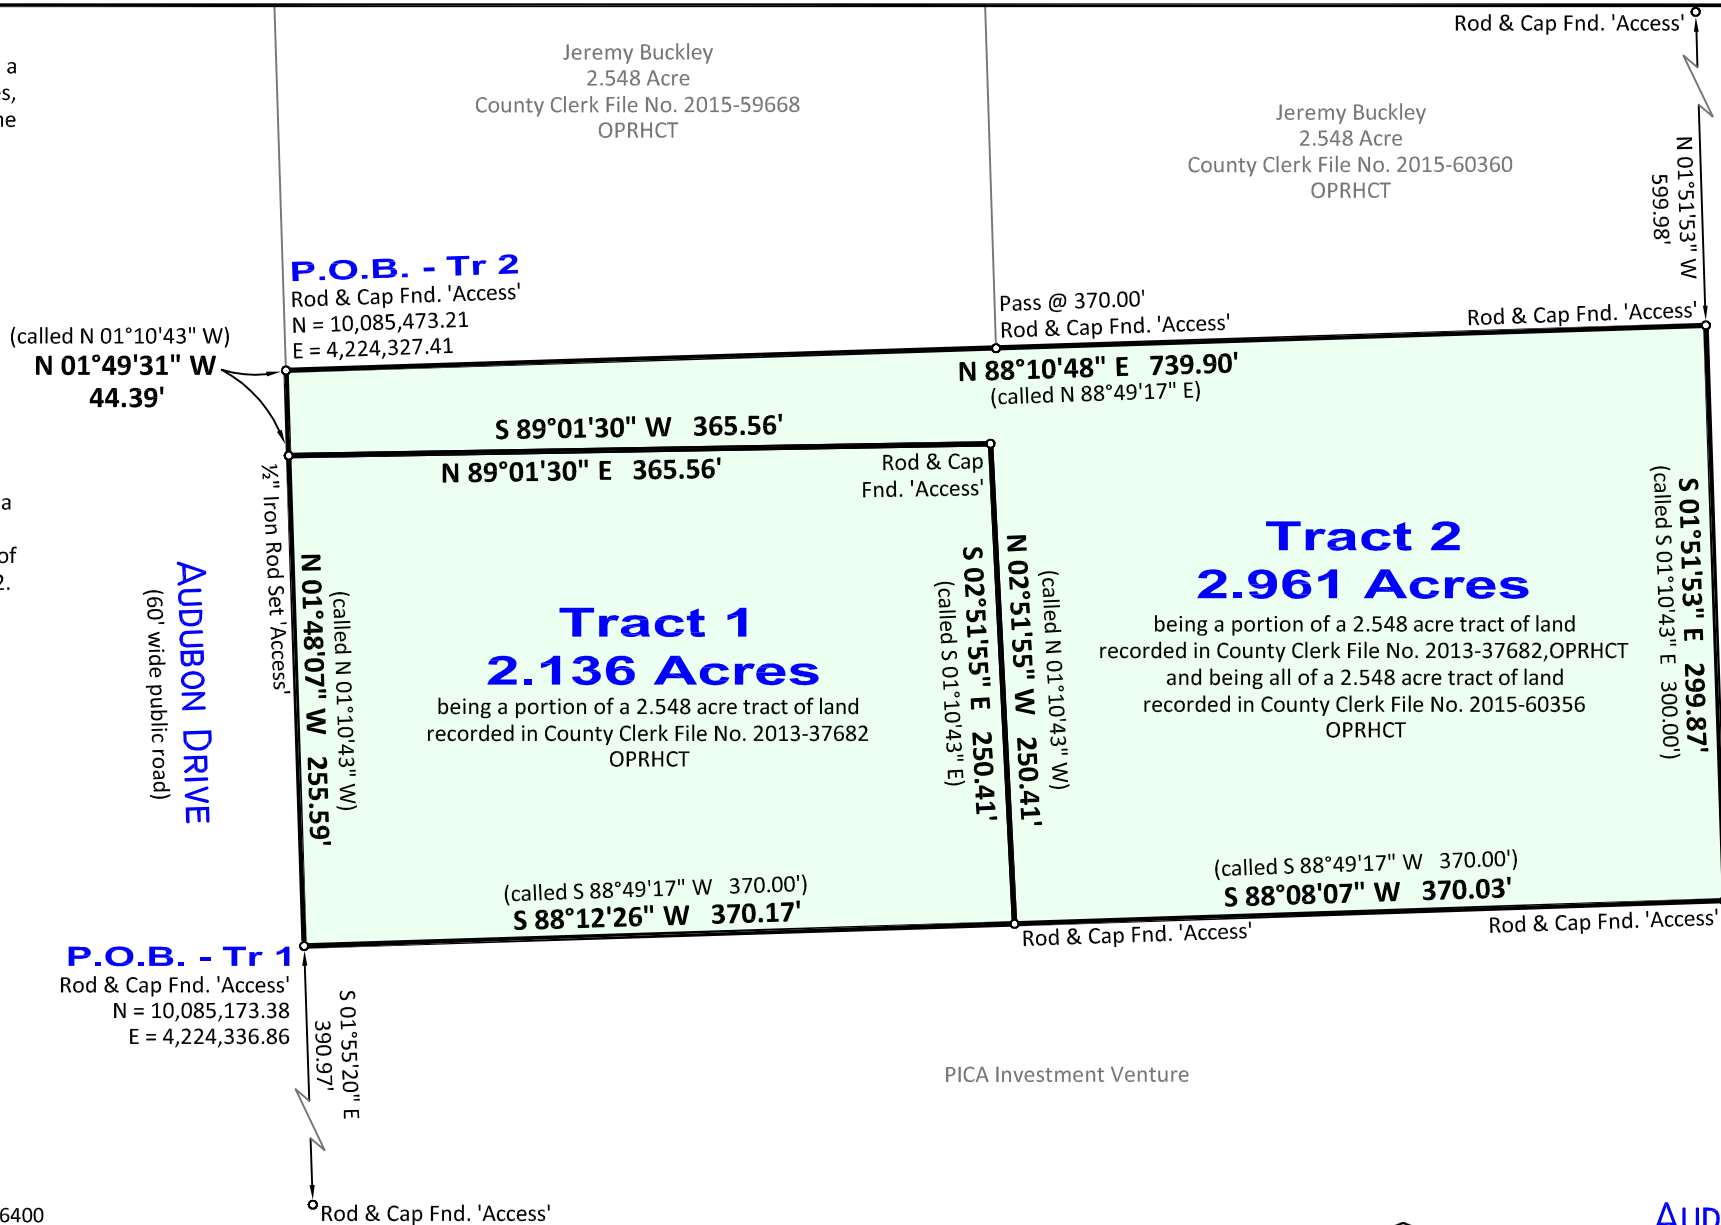 a
s,
ne
Jeremy Buckley
2.548 Acre
County Clerk File No. 2015-59668
OPRHCT
Rod & Cap Fnd. 'Access'
Jeremy Buckley
2.548 Acre
County Clerk File No. 2015-60360
OPRHCT
N 01°51'53" W
599.98'
P.O.B. - Tr 2
Rod & Cap Fnd. 'Access'
N = 10,085,473.21
E = 4,224,327.41
(called N 01°10'43" W)
N 01°49'31" W
44.39'
Pass @ 370.00'
Rod & Cap Fnd. 'Access'
Rod & Cap Fnd. 'Access'
N 88°10'48" E 739.90'
(called N 88°49'17" E)
S 89°01'30" W 365.56'
N 89°01'30" E 365.56'
Rod & Cap
Fnd. 'Access'
a
of
2.
½" Iron Rod Set 'Access'
AUDUBON DRIVE
(60' wide public road)
N 01°48'07" W 255.59'
(called N 01°10'43" W)
Tract 1
2.136 Acres
being a portion of a 2.548 acre tract of land
recorded in County Clerk File No. 2013-37682
OPRHCT
S 02°51'55" E 250.41'
(called S 01°10'43" E)
N 02°51'55" W 250.41'
(called N 01°10'43" W)
Tract 2
2.961 Acres
being a portion of a 2.548 acre tract of land
recorded in County Clerk File No. 2013-37682,OPRHCT
and being all of a 2.548 acre tract of land
recorded in County Clerk File No. 2015-60356
OPRHCT
S 01°51'53" E 299.87'
(called S 01°10'43" E 300.00')
(called S 88°49'17" W 370.00')
S 88°12'26" W 370.17'
(called S 88°49'17" W 370.00')
S 88°08'07" W 370.03'
Rod & Cap Fnd. 'Access'
Rod & Cap Fnd. 'Access'
P.O.B. - Tr 1
Rod & Cap Fnd. 'Access'
N = 10,085,173.38
E = 4,224,336.86
S 01°55'20" E
390.97'
PICA Investment Venture
6400
Rod & Cap Fnd. 'Access'
AUD